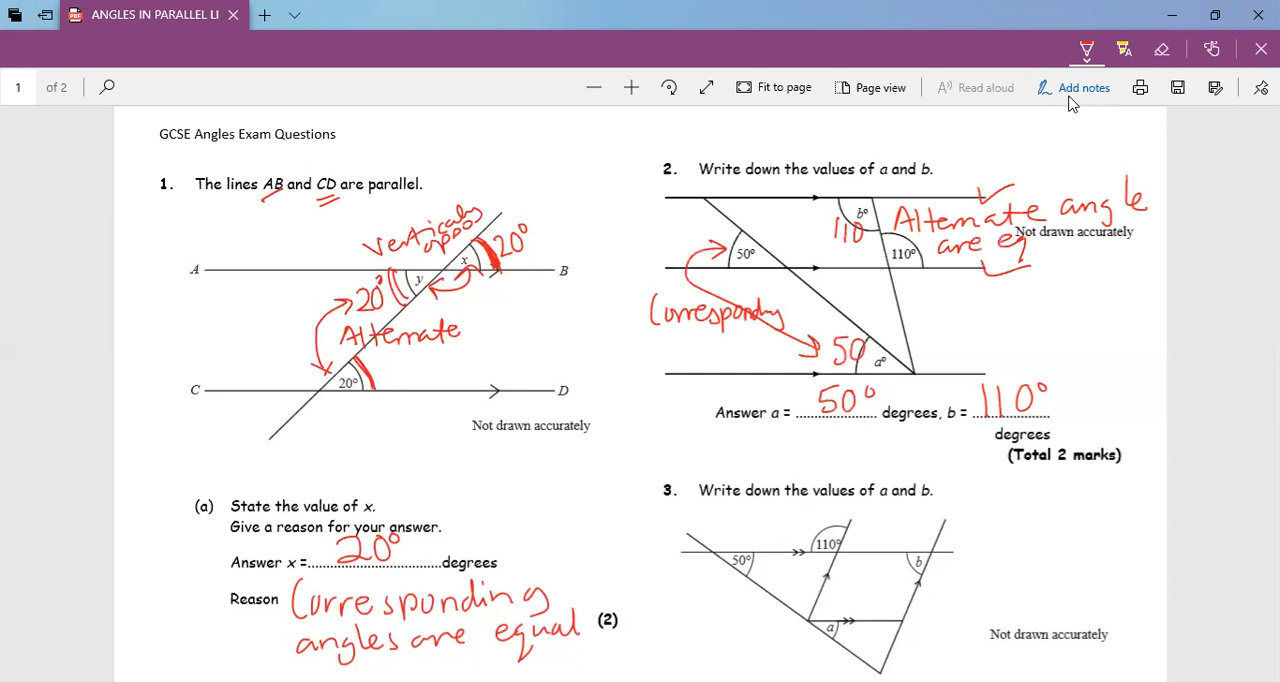 ANGLES IN PARALLEL LI
1 of 2
Fit to page
Page view
Read aloud
Add notes
GCSE Angles Exam Questions
1. The lines AB and CD are parallel.
Vertically
oppos
20°
x
A
B
20°
y
Alternate
C
20°
D
Not drawn accurately
(a) State the value of x.
Give a reason for your answer.
Answer x =..............................degrees
20°
Reason
Corresponding
angles are equal
(2)
2. Write down the values of a and b.
b°
110
Alternate angle
are eq
Not drawn accurately
50°
110°
Corresponding
50
a°
Answer a = ................ degrees, b = ...............
50°
110°
degrees
(Total 2 marks)
3. Write down the values of a and b.
110°
50°
b
a
Not drawn accurately